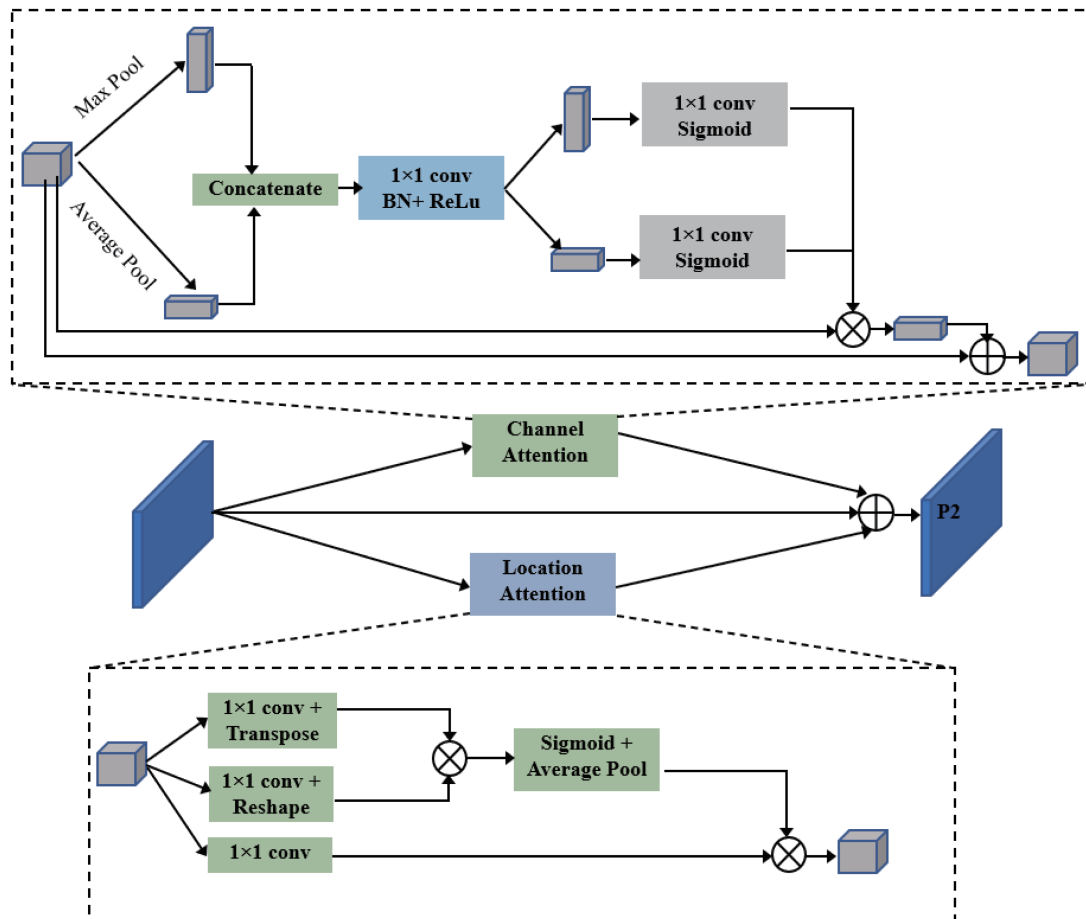 Max Pool
Average Pool
Concatenate
1×1 conv
BN+ ReLu
1×1 conv
Sigmoid
1×1 conv
Sigmoid
Channel
Attention
Location
Attention
P2
1×1 conv +
Transpose
1×1 conv +
Reshape
1×1 conv
Sigmoid +
Average Pool